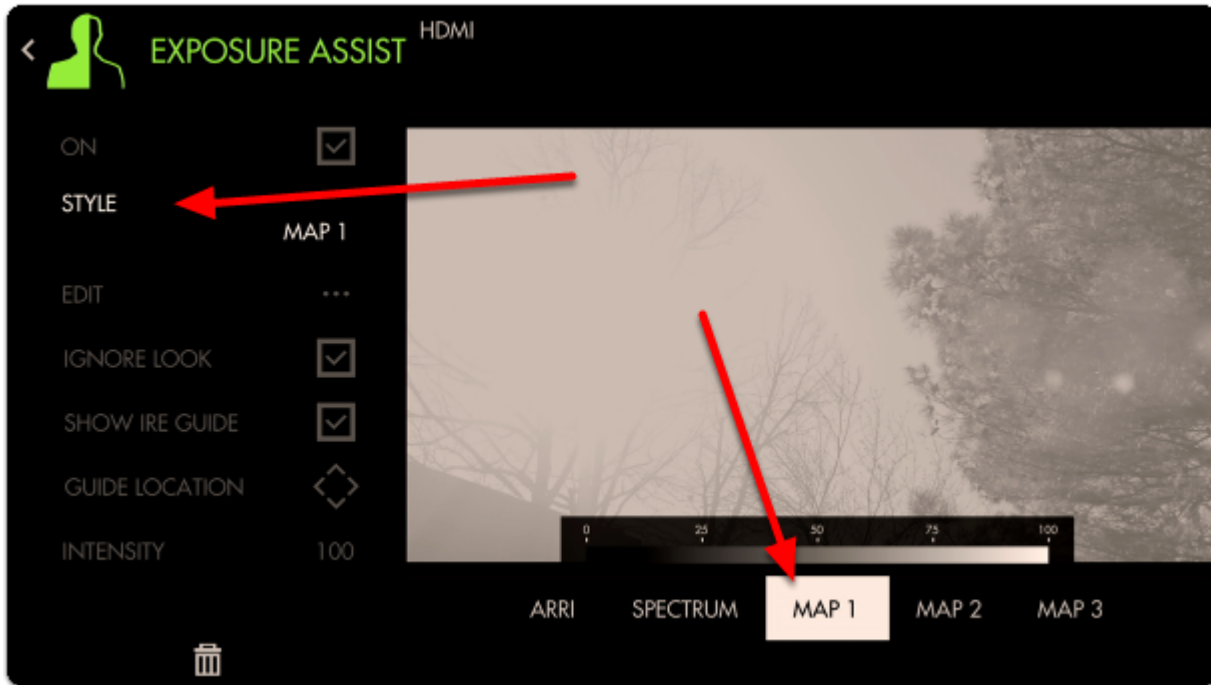 EXPOSURE ASSIST
HDMI
ON
STYLE
MAP 1
EDIT ...
IGNORE LOOK
SHOW IRE GUIDE
GUIDE LOCATION
INTENSITY 100
0 25 50 75 100
ARRI SPECTRUM MAP 1 MAP 2 MAP 3